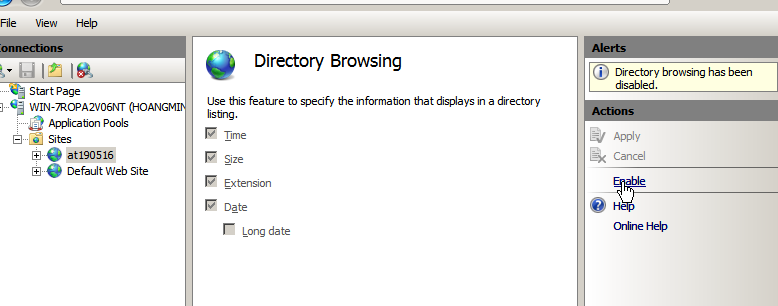 File View Help
Connections
Start Page
WIN-7ROPA2V06NT (HOANGMIN
Application Pools
Sites
at190516
Default Web Site
Directory Browsing
Use this feature to specify the information that displays in a directory
listing.
Time
Size
Extension
Date
Long date
Alerts
Directory browsing has been
disabled.
Actions
Apply
Cancel
Enable
Help
Online Help